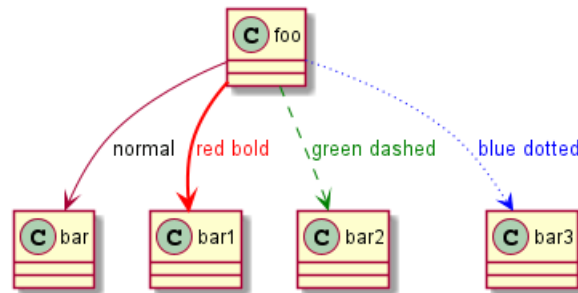 C foo
normal
red bold
green dashed
blue dotted
C bar
C bar1
C bar2
C bar3